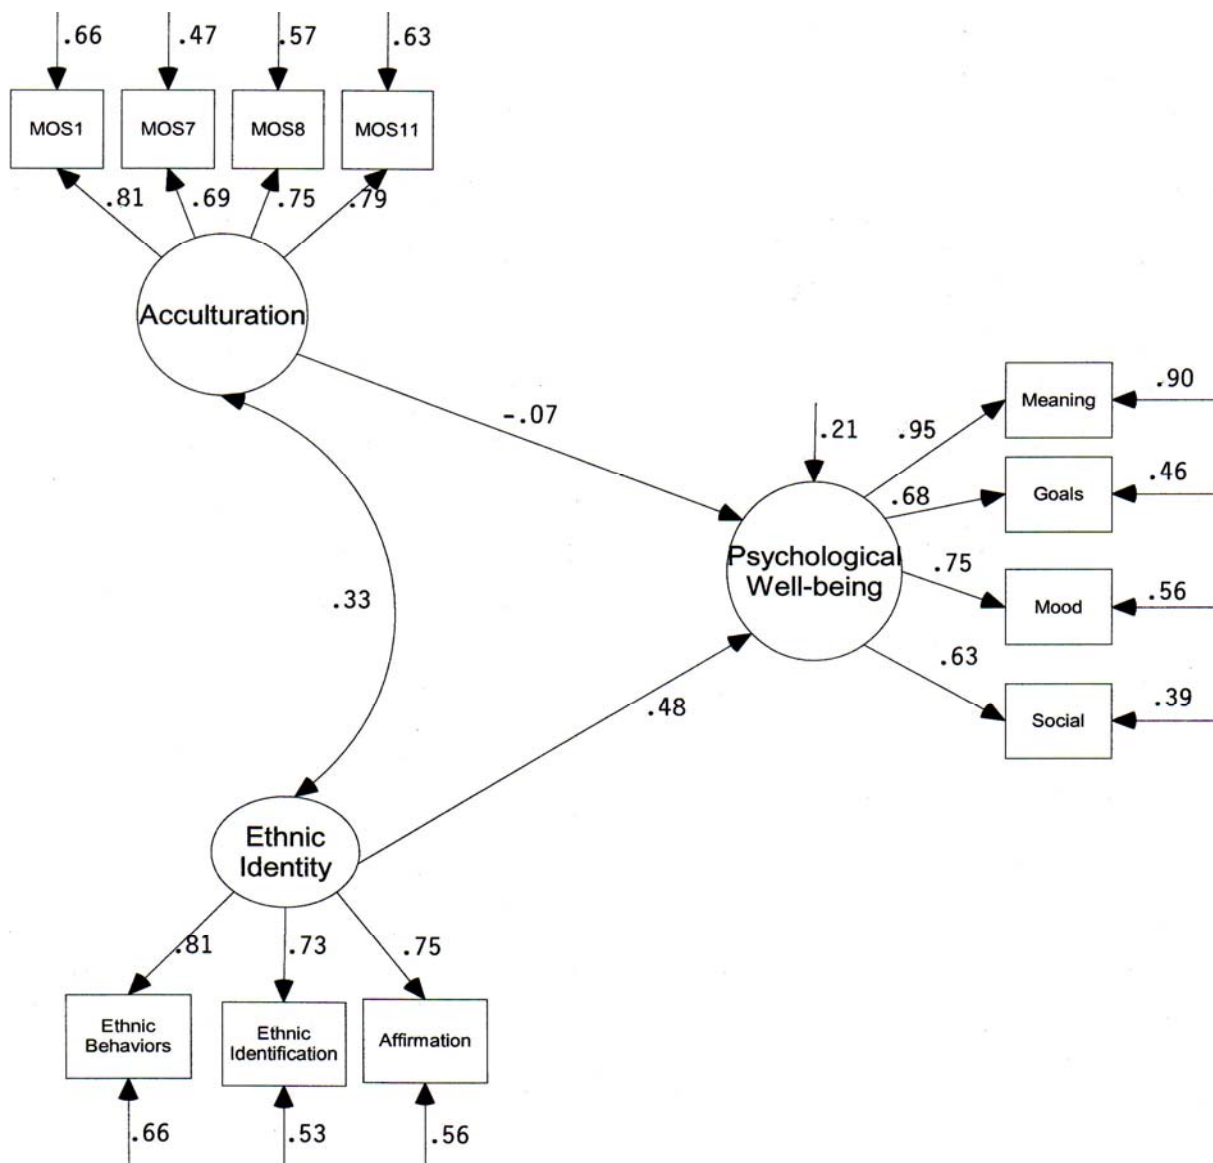 .66
.47
.57
.63
MOS1
MOS7
MOS8
MOS11
.81
.69
.75
.79
Acculturation
-.07
.33
.21
Psychological
Well-being
.95
.68
.75
.63
Meaning
.90
Goals
.46
Mood
.56
Social
.39
.48
Ethnic
Identity
.81
.73
.75
Ethnic
Behaviors
Ethnic
Identification
Affirmation
.66
.53
.56